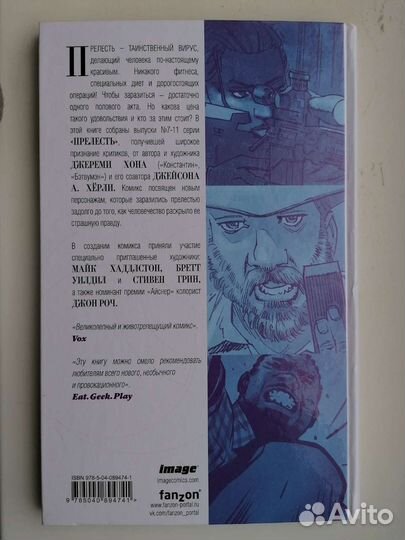 ПРЕЛЕСТЬ – ТАИНСТВЕННЫЙ ВИРУС,
делающий человека по-настоящему
красивым. Никакого фитнеса,
специальных диет и дорогостоящих
операций! Чтобы заразиться – достаточно
одного полового акта. Но какова цена
такого удовольствия и кто за этим стоит? В
этой книге собраны выпуски №7-11 серии
«ПРЕЛЕСТЬ», получившей широкое
признание критиков, от автора и художника
ДЖЕРЕМИ ХОНА («Константин»,
«Бэтвумэн») и его соавтора ДЖЕЙСОНА
А. ХЁРЛИ. Комикс посвящен новым
персонажам, которые заразились прелестью
задолго до того, как человечество раскрыло ее
страшную правду.
В создании комикса приняли участие
специально приглашенные художники:
МАЙК ХАДДЛСТОН, БРЕТТ
УИЛДИЛ и СТИВЕН ГРИН,
а также номинант премии «Айснер» колорист
ДЖОН РОЧ.
«Великолепный и животрепещущий комикс».
Vox
«Эту книгу можно смело рекомендовать
любителям всего нового, необычного
и провокационного».
Eat.Geek.Play
ISBN 978-5-04-089474-1
9 785040 894741 >
image
imagecomics.com
fanzon
fanzon-portal.ru
vk.com/fanzon_portal
Avito